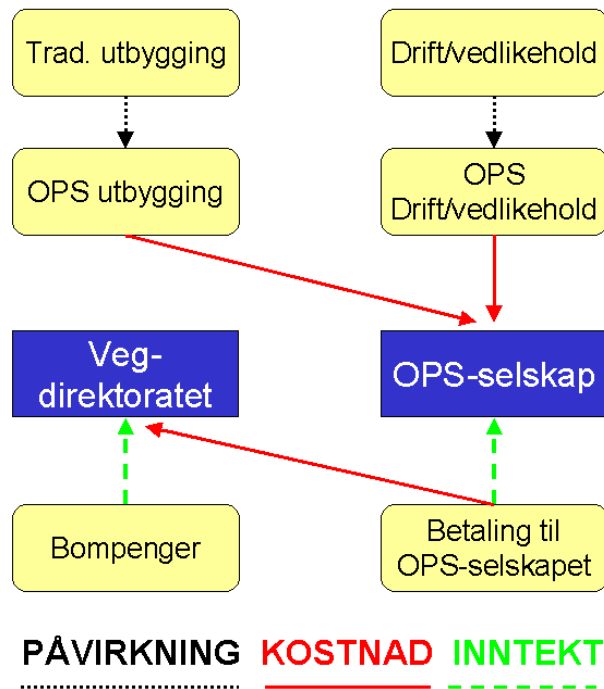 Trad. utbygging
Drift/vedlikehold
OPS utbygging
OPS
Drift/vedlikehold
Veg-
direktoratet
OPS-selskap
Bompenger
Betaling til
OPS-selskapet
PÅVIRKNING KOSTNAD INNTEKT